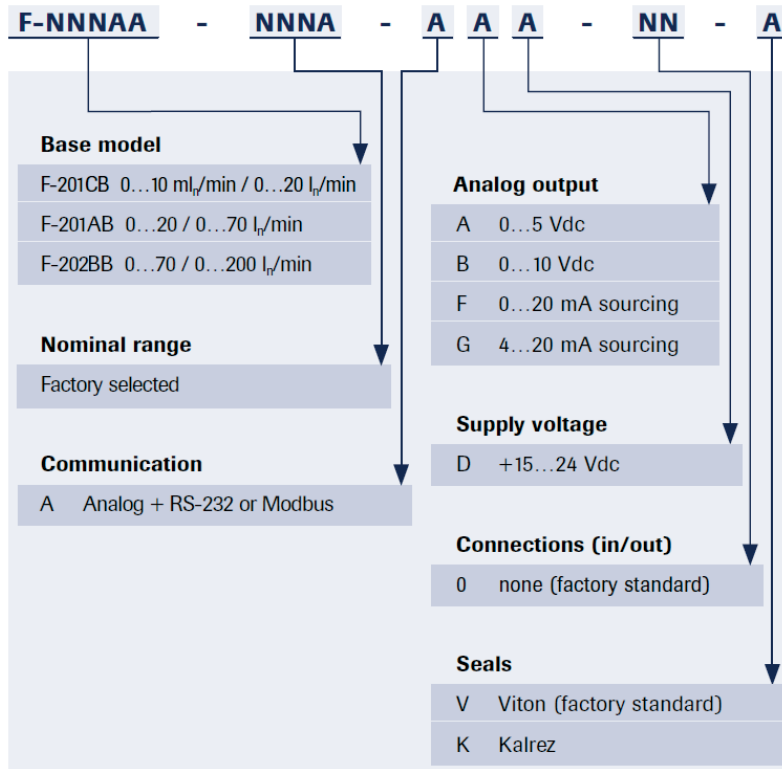 F-NNNAA - NNNA - A A A - NN - A
Base model
F-201CB 0...10 mlₙ/min / 0...20 lₙ/min
F-201AB 0...20 / 0...70 lₙ/min
F-202BB 0...70 / 0...200 lₙ/min
Nominal range
Factory selected
Communication
A Analog + RS-232 or Modbus
Analog output
A 0...5 Vdc
B 0...10 Vdc
F 0...20 mA sourcing
G 4...20 mA sourcing
Supply voltage
D +15...24 Vdc
Connections (in/out)
0 none (factory standard)
Seals
V Viton (factory standard)
K Kalrez